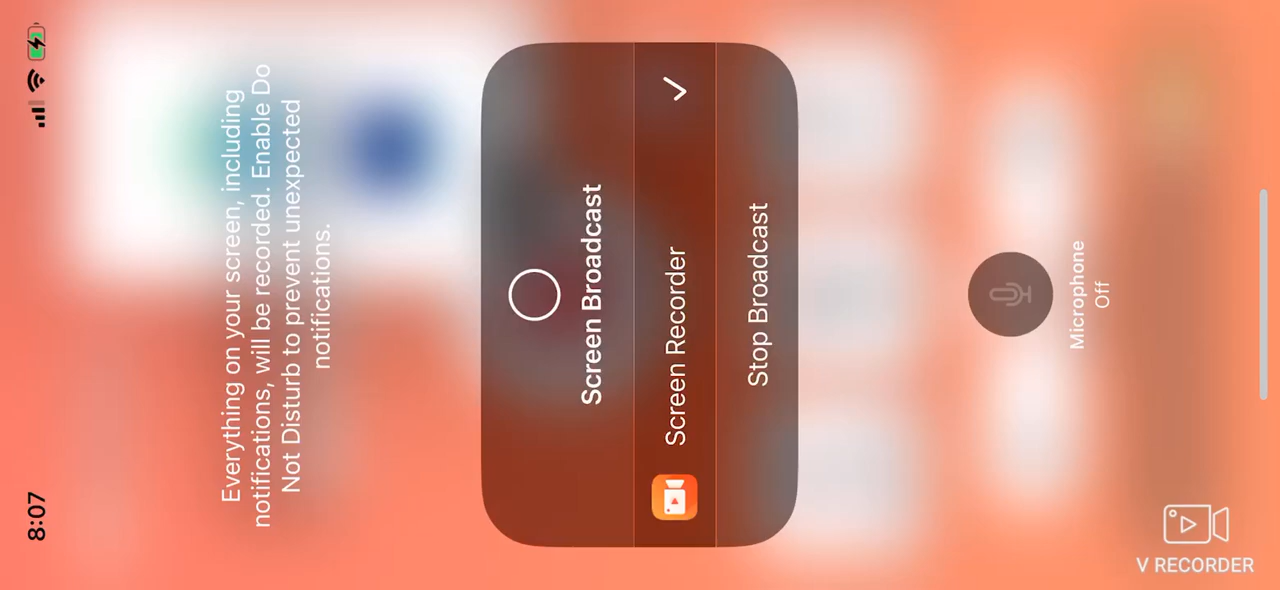 8:07
Everything on your screen, including
notifications, will be recorded. Enable Do
Not Disturb to prevent unexpected
notifications.
Screen Broadcast
Screen Recorder
Stop Broadcast
Microphone
Off
V RECORDER